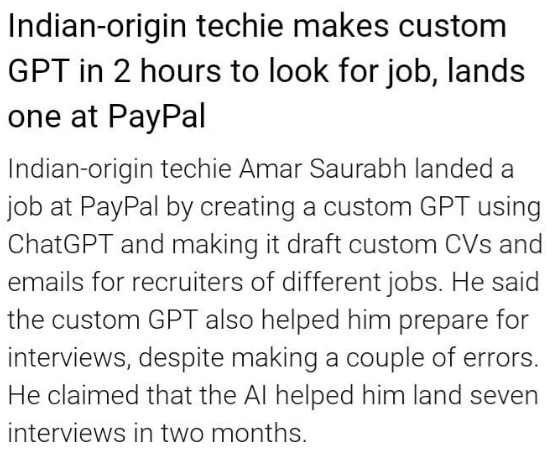 Indian-origin techie makes custom
GPT in 2 hours to look for job, lands
one at PayPal
Indian-origin techie Amar Saurabh landed a
job at PayPal by creating a custom GPT using
ChatGPT and making it draft custom CVs and
emails for recruiters of different jobs. He said
the custom GPT also helped him prepare for
interviews, despite making a couple of errors.
He claimed that the AI helped him land seven
interviews in two months.